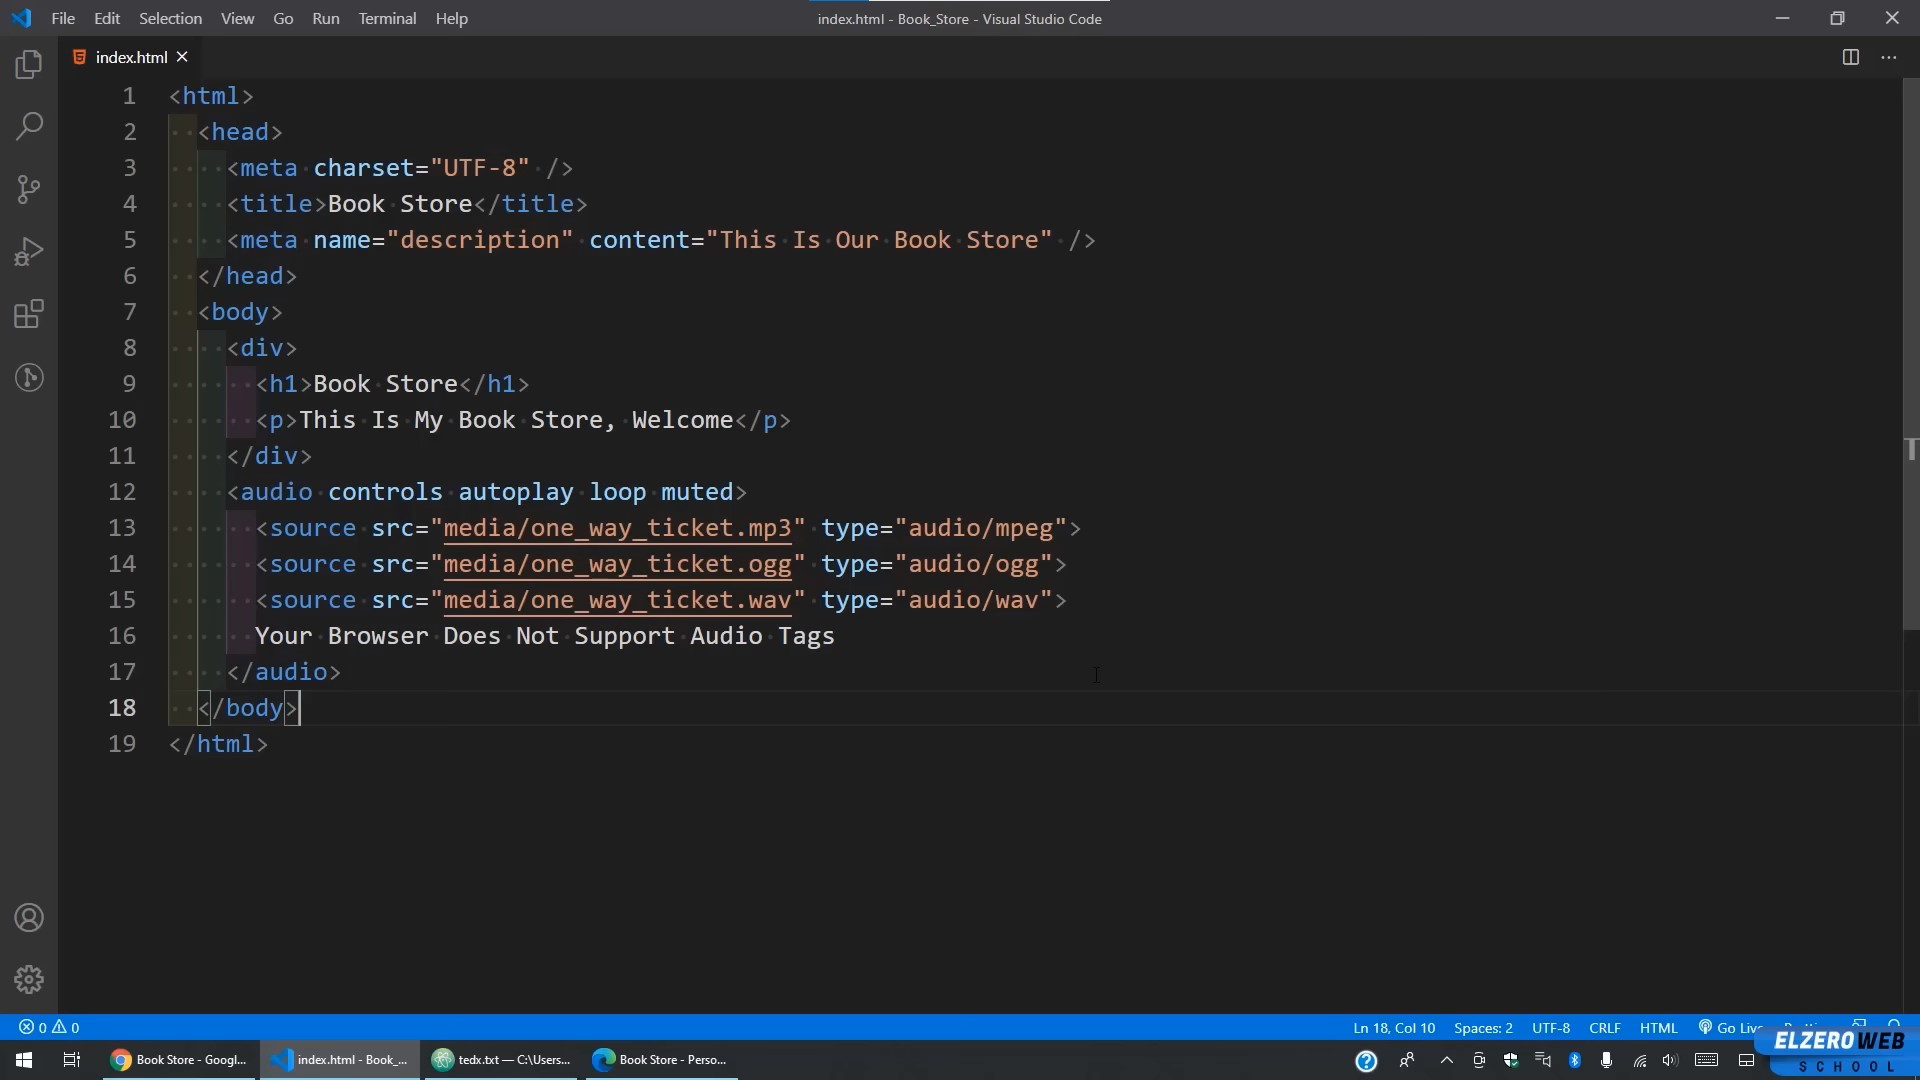 File Edit Selection View Go Run Terminal Help
index.html - Book_Store - Visual Studio Code
index.html
1 <html>
2 <head>
3 <meta charset="UTF-8" />
4 <title>Book Store</title>
5 <meta name="description" content="This Is Our Book Store" />
6 </head>
7 <body>
8 <div>
9 <h1>Book Store</h1>
10 <p>This Is My Book Store, Welcome</p>
11 </div>
12 <audio controls autoplay loop muted>
13 <source src="media/one_way_ticket.mp3" type="audio/mpeg">
14 <source src="media/one_way_ticket.ogg" type="audio/ogg">
15 <source src="media/one_way_ticket.wav" type="audio/wav">
16 Your Browser Does Not Support Audio Tags
17 </audio>
18 </body>
19 </html>
0 0
Ln 18, Col 10 Spaces: 2 UTF-8 CRLF HTML Go Live
Book Store - Googl... index.html - Book_... tedx.txt — C:\Users... Book Store - Perso...
ELZEROWEB
SCHOOL